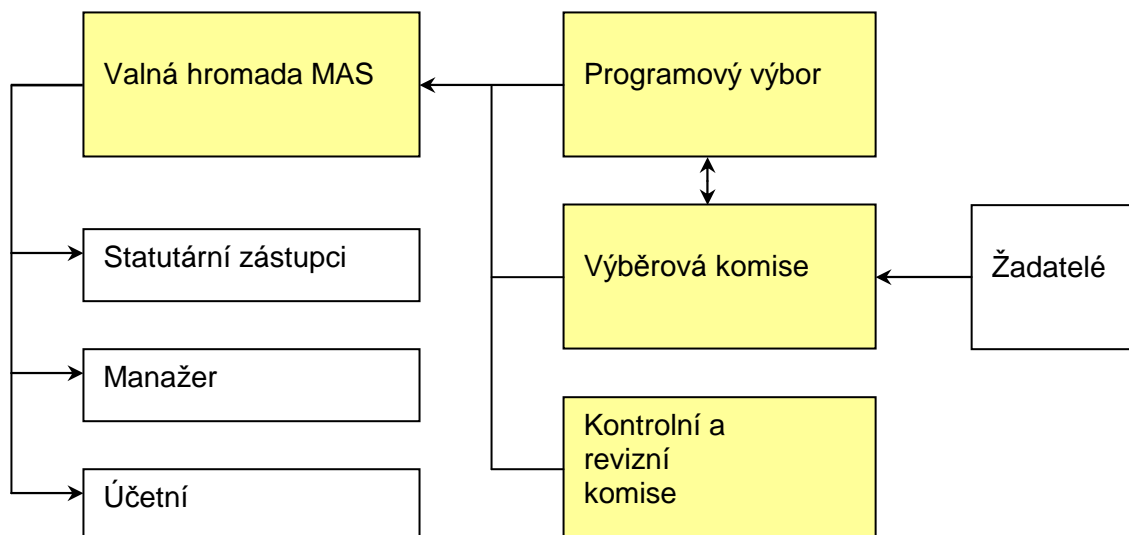 Valná hromada MAS
Programový výbor
Statutární zástupci
Výběrová komise
Žadatelé
Manažer
Kontrolní a
revizní
komise
Účetní